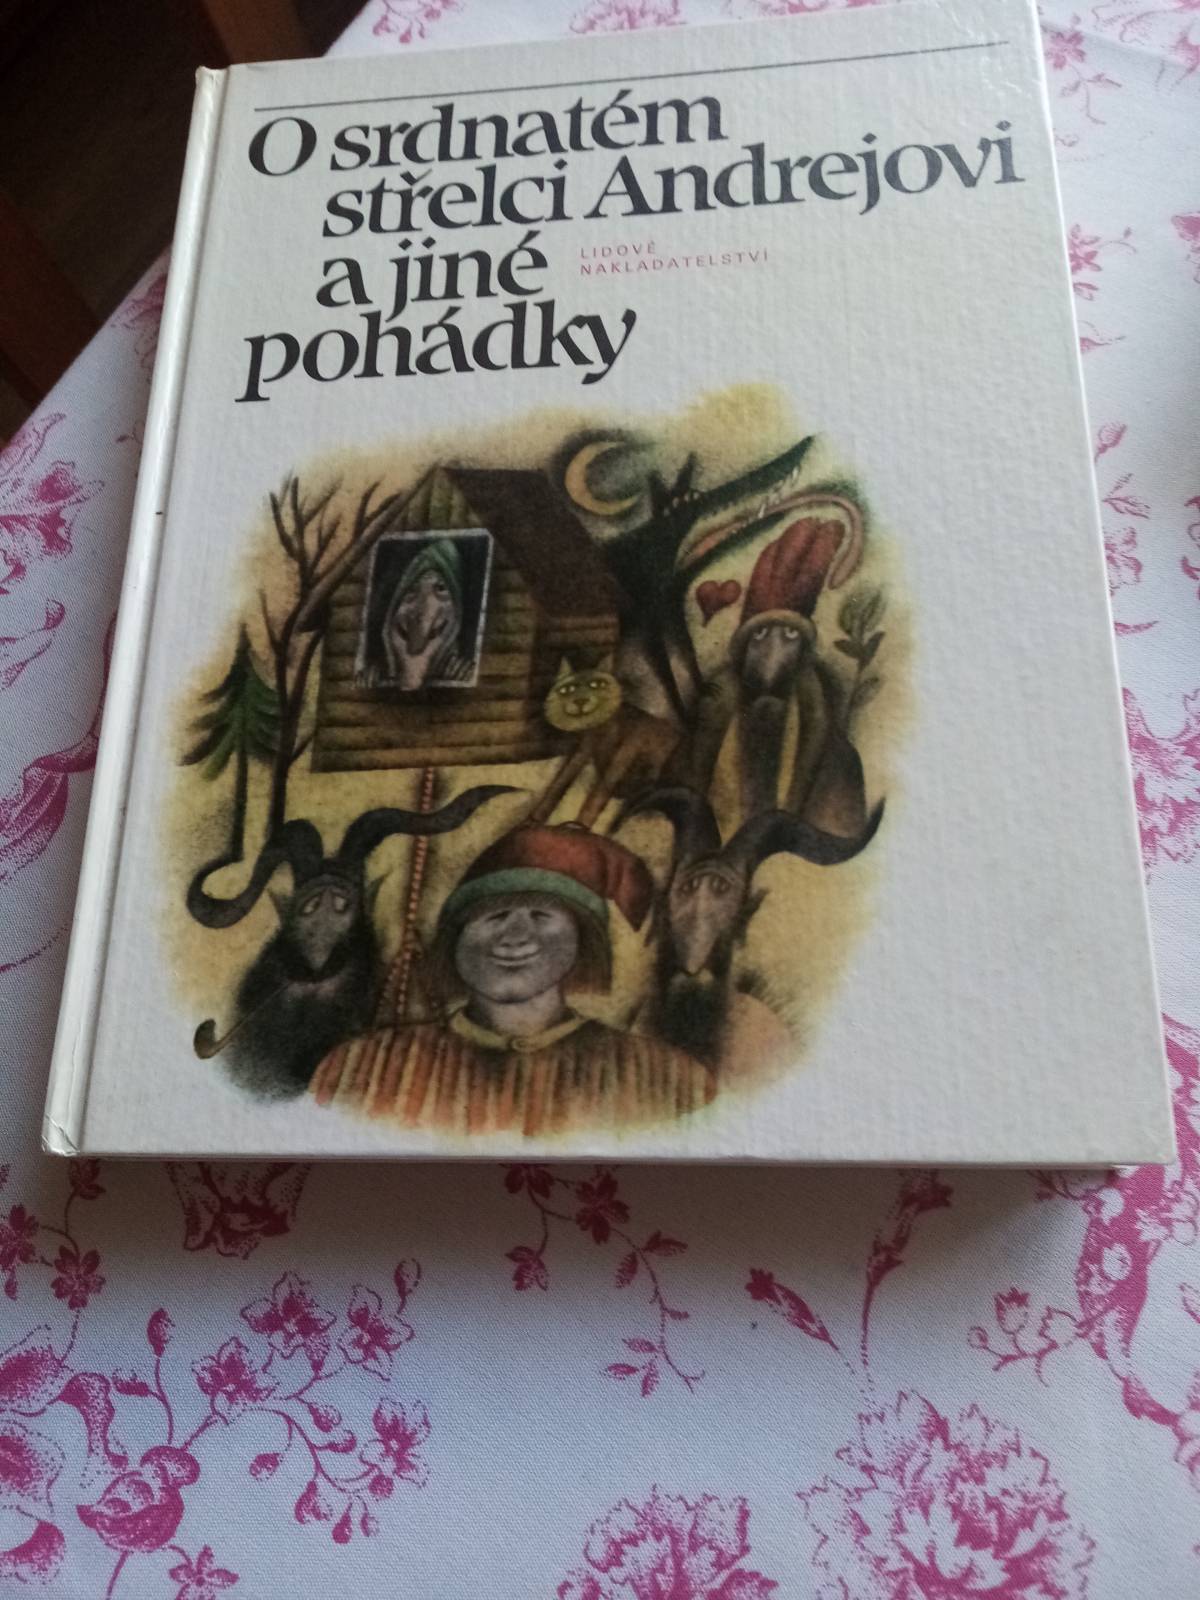 O srdnatém
střelci Andrejovi
a jiné
pohádky
LIDOVÉ
NAKLADATELSTVÍ